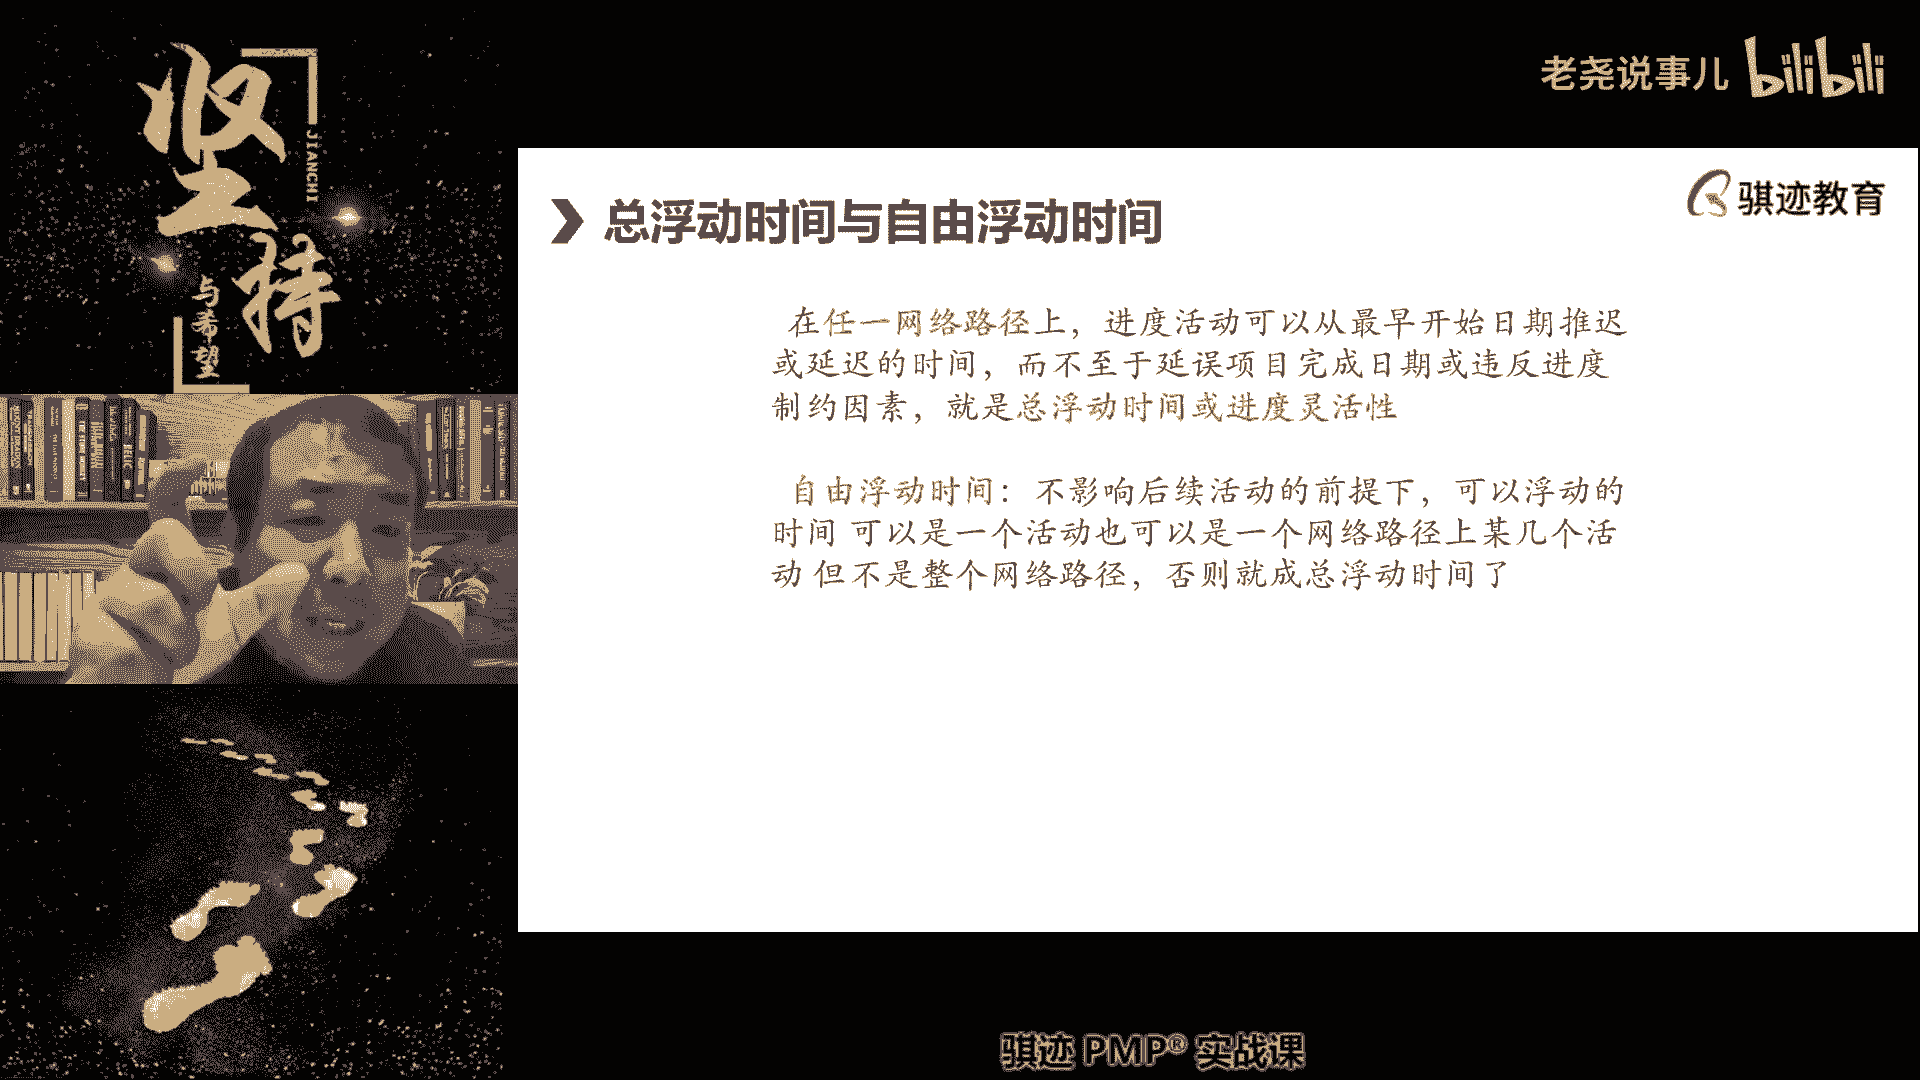 坚持
JIANCHI
与希望
老尧说事儿 bilibili
骐迹教育
总浮动时间与自由浮动时间
在任一网络路径上，进度活动可以从最早开始日期推迟
或延迟的时间，而不至于延误项目完成日期或违反进度
制约因素，就是总浮动时间或进度灵活性
自由浮动时间： 不影响后续活动的前提下，可以浮动的
时间 可以是一个活动也可以是一个网络路径上某几个活
动 但不是整个网络路径，否则就成总浮动时间了
骐迹 PMP® 实战课